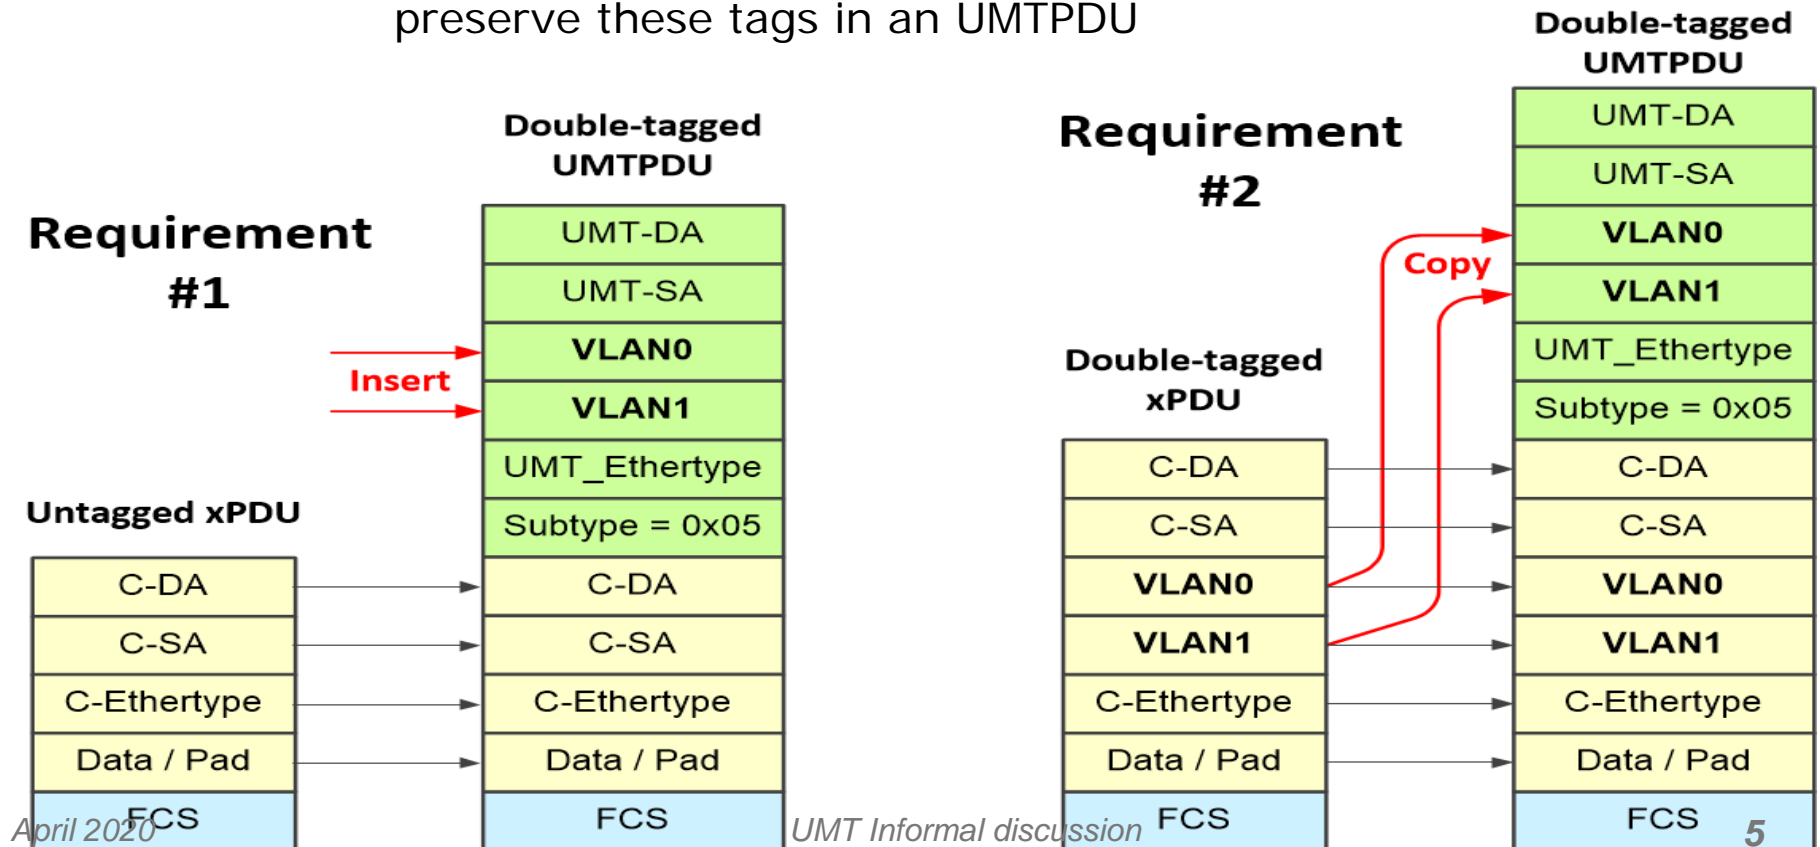 preserve these tags in an UMTPDU
Requirement
#1
Untagged xPDU
C-DA
C-SA
C-Ethertype
Data / Pad
FCS
Insert
Double-tagged
UMTPDU
UMT-DA
UMT-SA
VLAN0
VLAN1
UMT_Ethertype
Subtype = 0x05
C-DA
C-SA
C-Ethertype
Data / Pad
FCS
Requirement
#2
Double-tagged
xPDU
C-DA
C-SA
VLAN0
VLAN1
C-Ethertype
Data / Pad
FCS
Copy
Double-tagged
UMTPDU
UMT-DA
UMT-SA
VLAN0
VLAN1
UMT_Ethertype
Subtype = 0x05
C-DA
C-SA
VLAN0
VLAN1
C-Ethertype
Data / Pad
FCS
April 2020
UMT Informal discussion
5